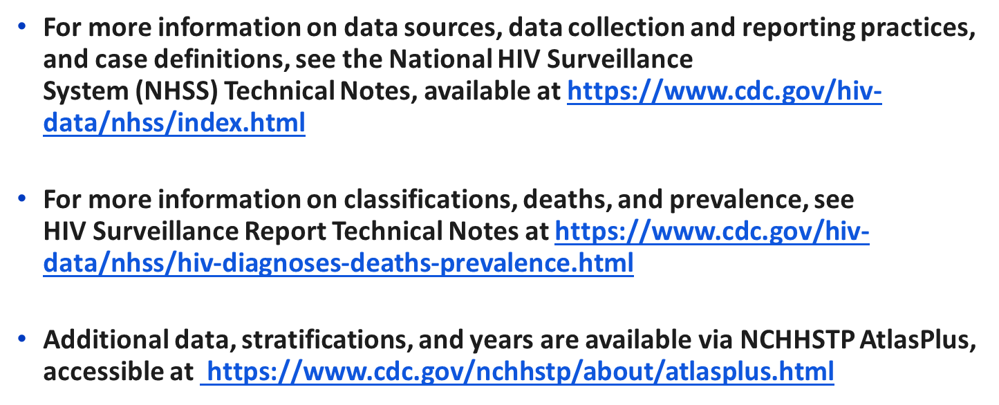 • For more information on data sources, data collection and reporting practices,
and case definitions, see the National HIV Surveillance
System (NHSS) Technical Notes, available at https://www.cdc.gov/hiv-
data/nhss/index.html
• For more information on classifications, deaths, and prevalence, see
HIV Surveillance Report Technical Notes at https://www.cdc.gov/hiv-
data/nhss/hiv-diagnoses-deaths-prevalence.html
• Additional data, stratifications, and years are available via NCHHSTP AtlasPlus,
accessible at  https://www.cdc.gov/nchhstp/about/atlasplus.html